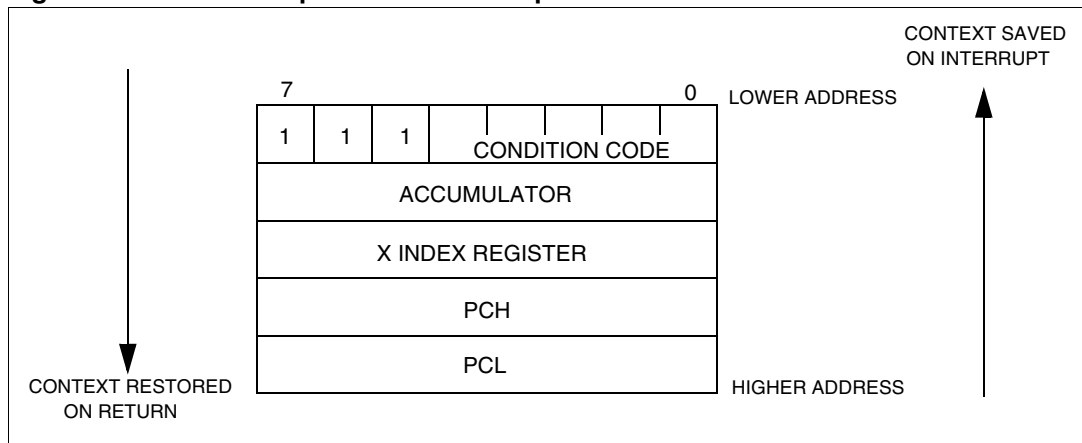 CONTEXT SAVED
ON INTERRUPT
7 0 LOWER ADDRESS
1 1 1 CONDITION CODE
ACCUMULATOR
X INDEX REGISTER
PCH
PCL
CONTEXT RESTORED
ON RETURN
HIGHER ADDRESS